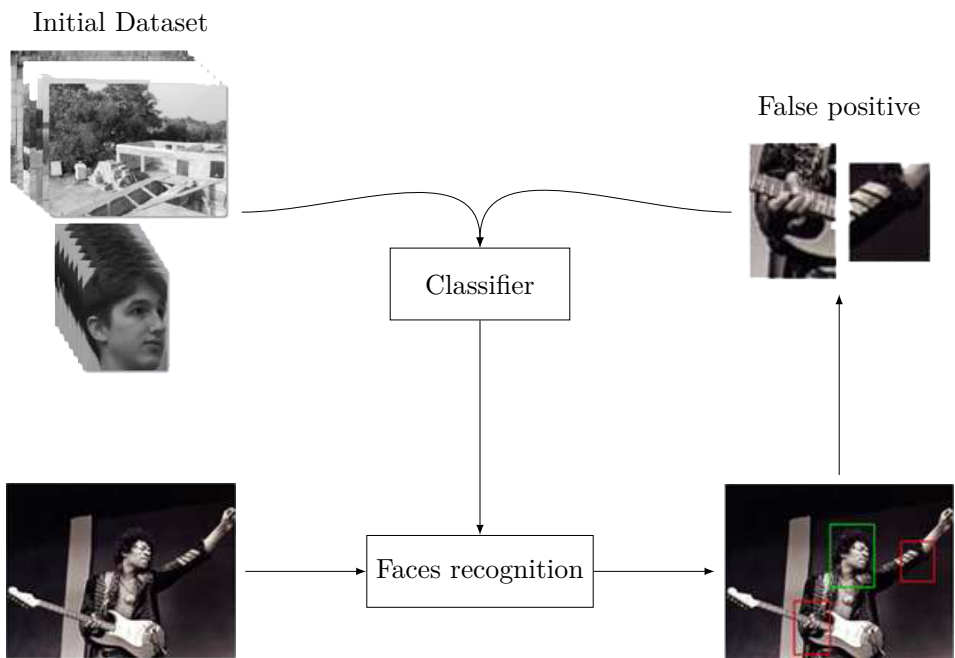 Initial Dataset
False positive
Classifier
Faces recognition